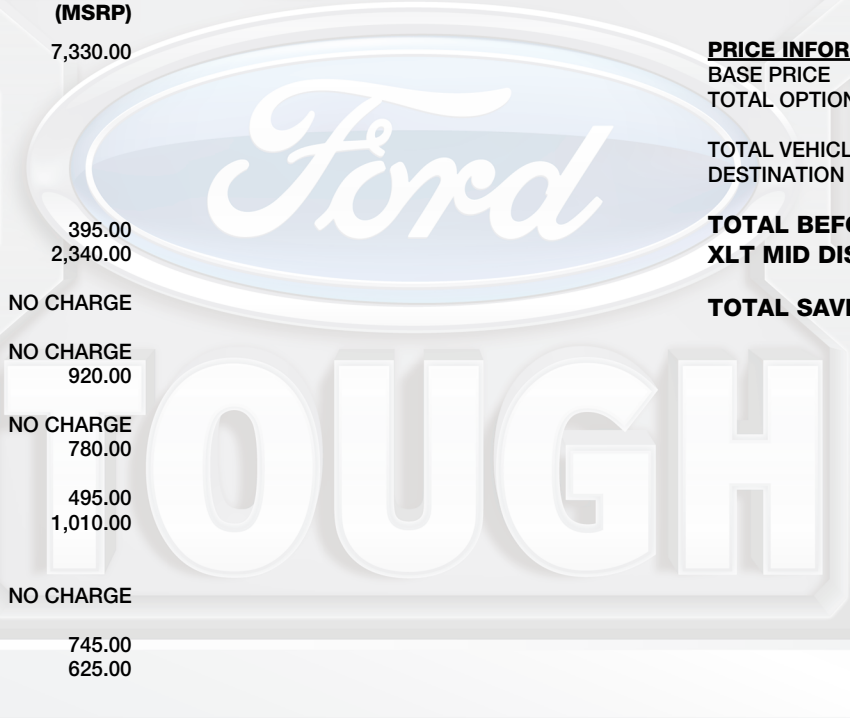 (MSRP)
7,330.00
395.00
2,340.00
NO CHARGE
NO CHARGE
920.00
NO CHARGE
780.00
495.00
1,010.00
NO CHARGE
745.00
625.00
PRICE INFOR
BASE PRICE
TOTAL OPTION
TOTAL VEHICL
DESTINATION
TOTAL BEFO
XLT MID DIS
TOTAL SAVI
Ford
TOUGH